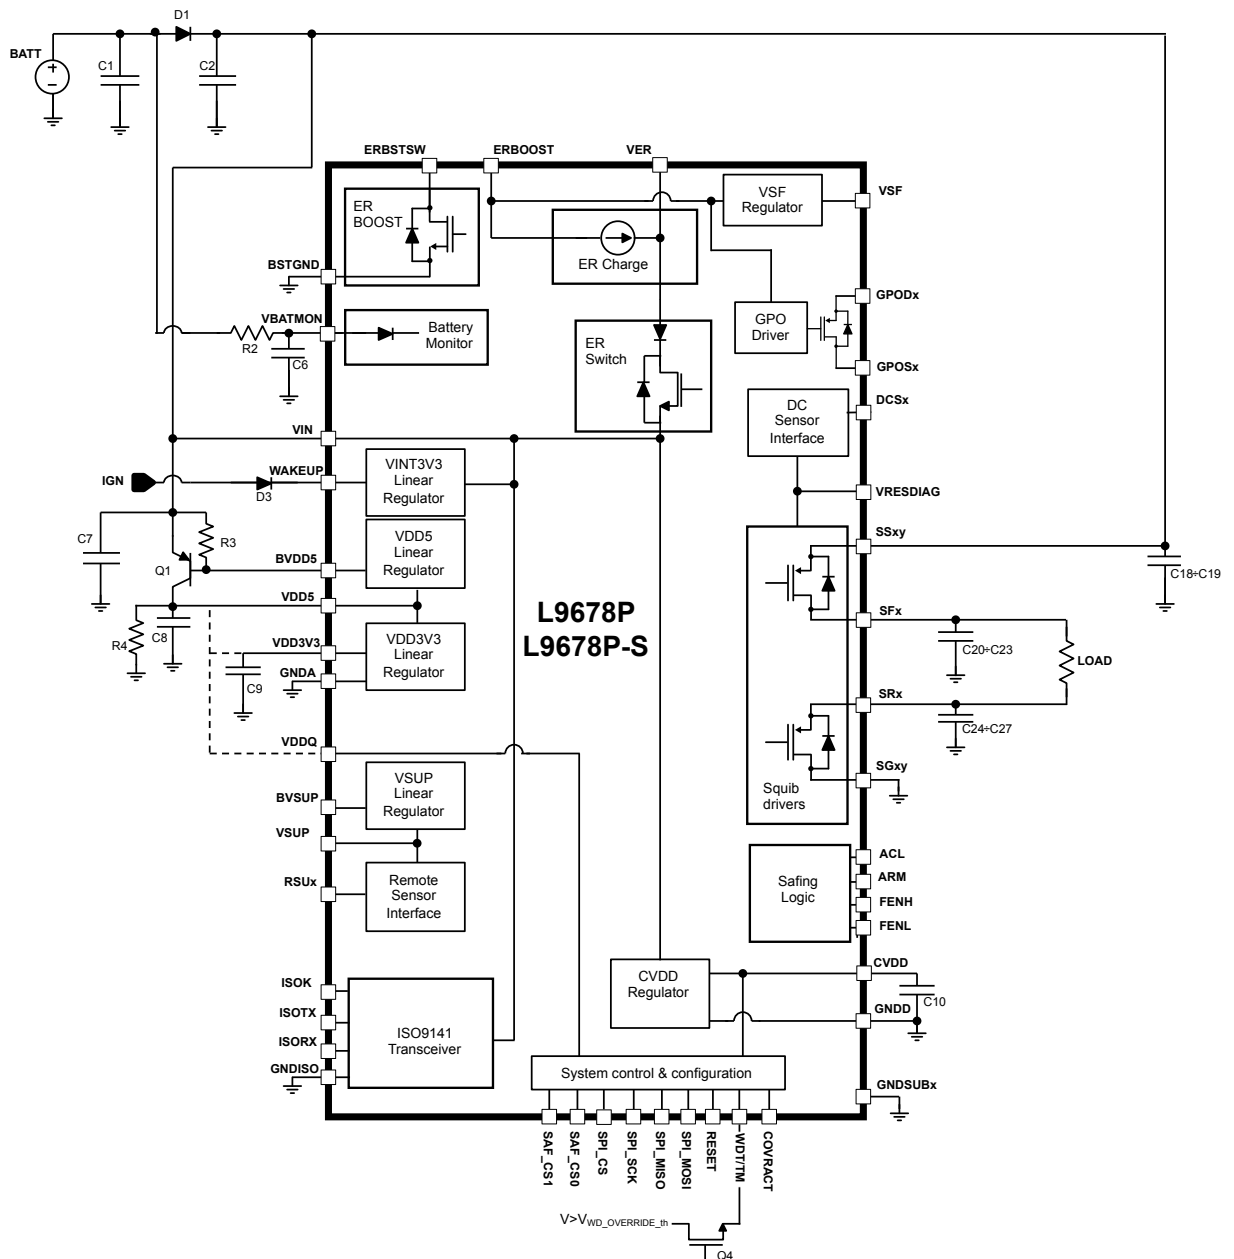 D1
BATT
C1
C2
ERBSTSW
ERBOOST
VER
ER
BOOST
VSF
Regulator
VSF
ER Charge
BSTGND
GPODx
VBATMON
Battery
Monitor
R2
C6
ER
Switch
GPO
Driver
GPOSx
DC
Sensor
Interface
DCSx
VIN
IGN
D3
WAKEUP
VINT3V3
Linear
Regulator
VRESDIAG
C7
R3
Q1
BVDD5
VDD5
Linear
Regulator
SSxy
C18÷C19
VDD5
L9678P
L9678P-S
SFx
R4
C8
VDD3V3
VDD3V3
Linear
Regulator
GNDA
C9
C20÷C23
LOAD
SRx
C24÷C27
VDDQ
SGxy
Squib
drivers
BVSUP
VSUP
Linear
Regulator
VSUP
RSUx
Remote
Sensor
Interface
Safing
Logic
ACL
ARM
FENH
FENL
CVDD
CVDD
Regulator
C10
GNDD
ISOK
ISOTX
ISORX
GNDISO
ISO9141
Transceiver
System control & configuration
GNDSUBx
SAF_CS1
SAF_CS0
SPI_CS
SPI_SCK
SPI_MISO
SPI_MOSI
RESET
WDT/TM
COVRACT
V>VWD_OVERRIDE_th
Q4